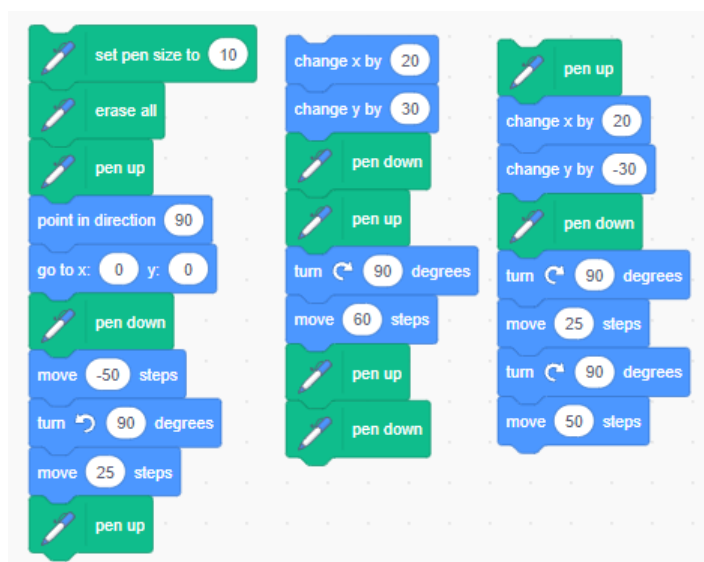 set pen size to 10
erase all
pen up
point in direction 90
go to x: 0 y: 0
pen down
move -50 steps
turn 90 degrees
move 25 steps
pen up
change x by 20
change y by 30
pen down
pen up
turn 90 degrees
move 60 steps
pen up
pen down
pen up
change x by 20
change y by -30
pen down
turn 90 degrees
move 25 steps
turn 90 degrees
move 50 steps